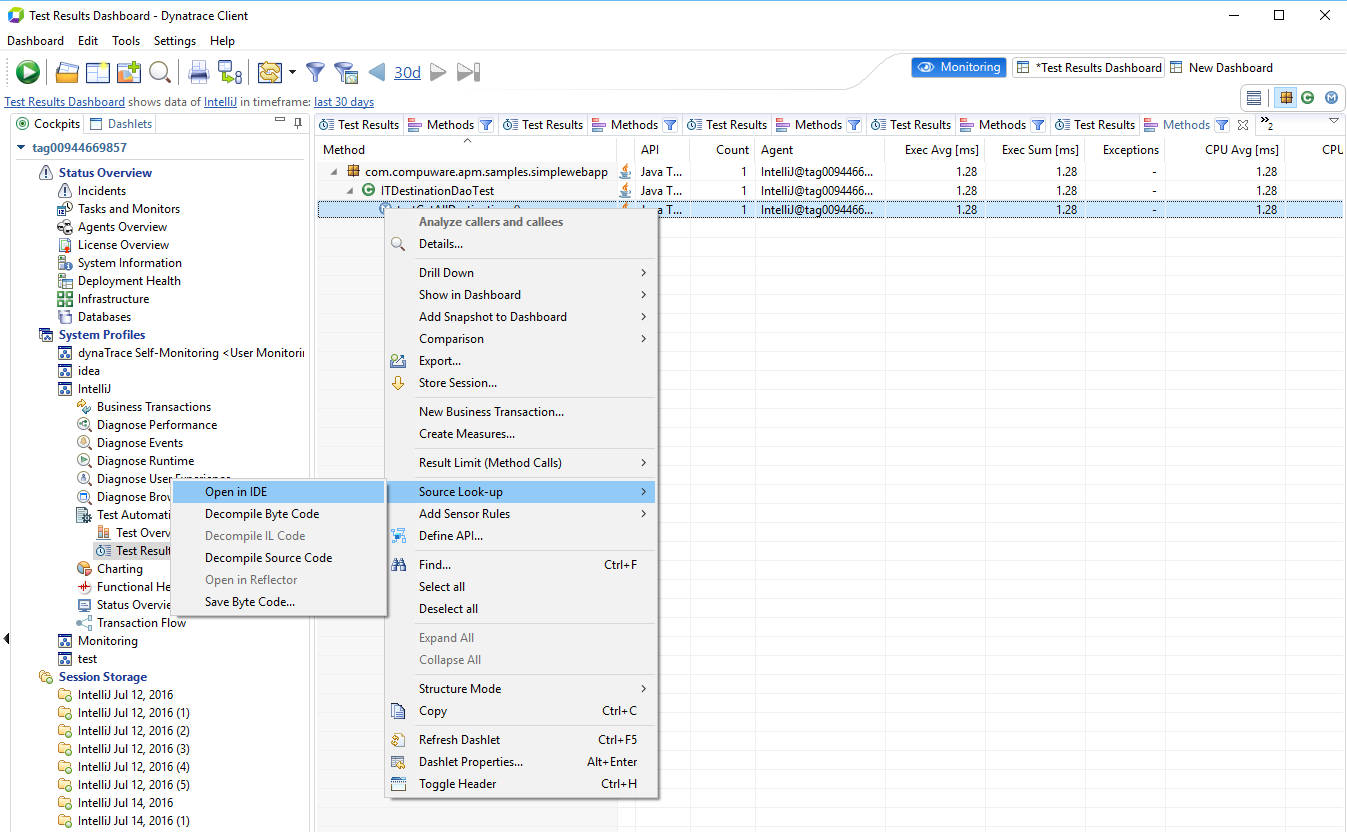 Test Results Dashboard - Dynatrace Client
Dashboard Edit Tools Settings Help
30d
Monitoring
*Test Results Dashboard
New Dashboard
Test Results Dashboard shows data of IntelliJ in timeframe: last 30 days
Cockpits Dashlets
tag00944669857
Status Overview
Incidents
Tasks and Monitors
Agents Overview
License Overview
System Information
Deployment Health
Infrastructure
Databases
System Profiles
dynaTrace Self-Monitoring <User Monitorin
idea
IntelliJ
Business Transactions
Diagnose Performance
Diagnose Events
Diagnose Runtime
Diagnose User Experience
Diagnose Brow
Test Automati
Test Overv
Test Result
Charting
Functional He
Status Overvie
Transaction Flow
Monitoring
test
Session Storage
IntelliJ Jul 12, 2016
IntelliJ Jul 12, 2016 (1)
IntelliJ Jul 12, 2016 (2)
IntelliJ Jul 12, 2016 (3)
IntelliJ Jul 12, 2016 (4)
IntelliJ Jul 12, 2016 (5)
IntelliJ Jul 14, 2016
IntelliJ Jul 14, 2016 (1)
Test Results Methods Test Results Methods Test Results Methods Test Results Methods Test Results Methods »2
Method API Count Agent Exec Avg [ms] Exec Sum [ms] Exceptions CPU Avg [ms] CPU
com.compuware.apm.samples.simplewebapp Java T... 1 IntelliJ@tag0094466... 1.28 1.28 - 1.28
ITDestinationDaoTest Java T... 1 IntelliJ@tag0094466... 1.28 1.28 - 1.28
a T... 1 IntelliJ@tag0094466... 1.28 1.28 - 1.28
Analyze callers and callees
Details...
Drill Down
Show in Dashboard
Add Snapshot to Dashboard
Comparison
Export...
Store Session...
New Business Transaction...
Create Measures...
Result Limit (Method Calls)
Source Look-up
Add Sensor Rules
Define API...
Find... Ctrl+F
Select all
Deselect all
Expand All
Collapse All
Structure Mode
Copy Ctrl+C
Refresh Dashlet Ctrl+F5
Dashlet Properties... Alt+Enter
Toggle Header Ctrl+H
Open in IDE
Decompile Byte Code
Decompile IL Code
Decompile Source Code
Open in Reflector
Save Byte Code...